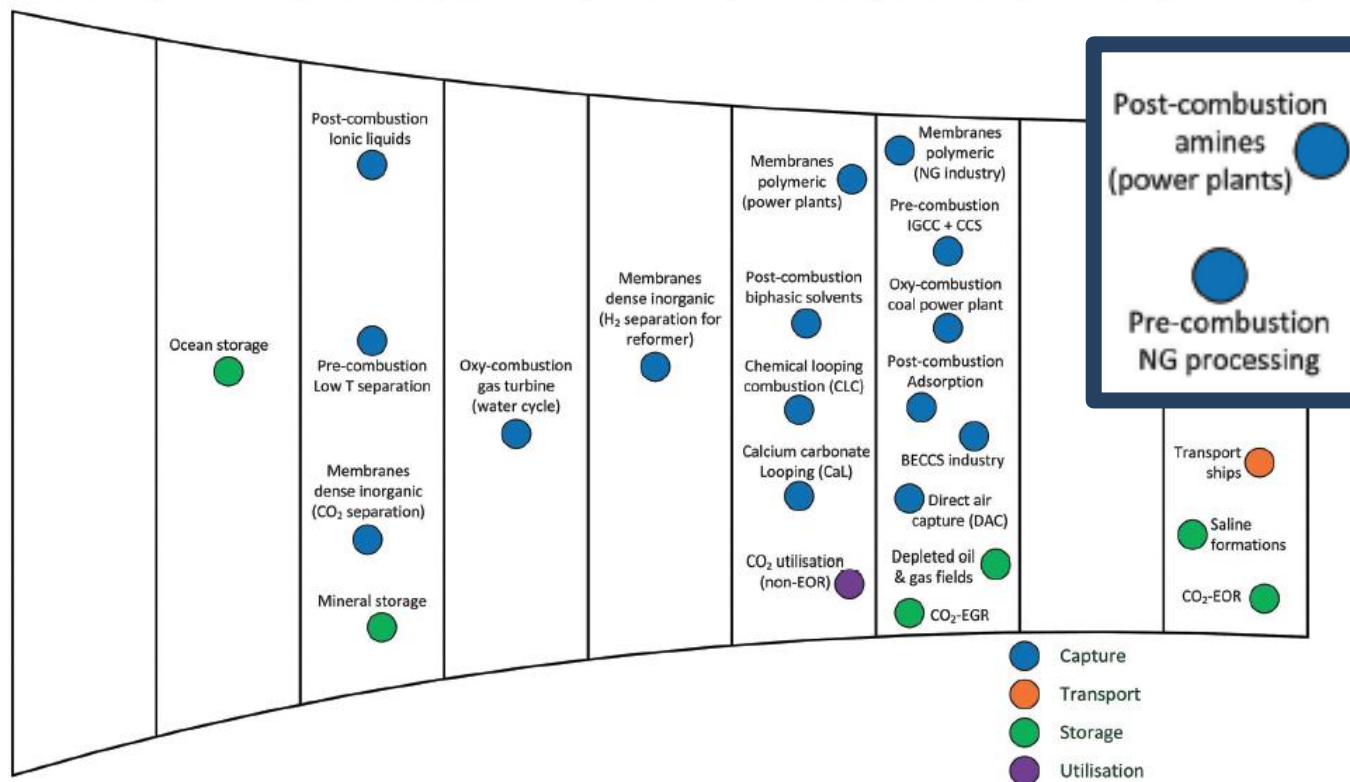 Post-combustion
Ionic liquids
Ocean storage
Pre-combustion
Low T separation
Membranes
dense inorganic
(CO₂ separation)
Mineral storage
Oxy-combustion
gas turbine
(water cycle)
Membranes
dense inorganic
(H₂ separation for
reformer)
Membranes
polymeric
(power plants)
Post-combustion
biphasic solvents
Chemical looping
combustion (CLC)
Calcium carbonate
Looping (CaL)
CO₂ utilisation
(non-EOR)
Membranes
polymeric
(NG industry)
Pre-combustion
IGCC + CCS
Oxy-combustion
coal power plant
Post-combustion
Adsorption
BECCS industry
Direct air
capture (DAC)
Depleted oil
& gas fields
CO₂-EGR
Post-combustion
amines
(power plants)
Pre-combustion
NG processing
Transport
ships
Saline
formations
CO₂-EOR
Capture
Transport
Storage
Utilisation